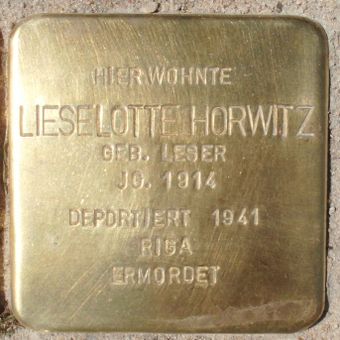 HIER WOHNTE
LIESELOTTE HORWITZ
GEB. LESER
JG. 1914
DEPORTIERT 1941
RIGA
ERMORDET